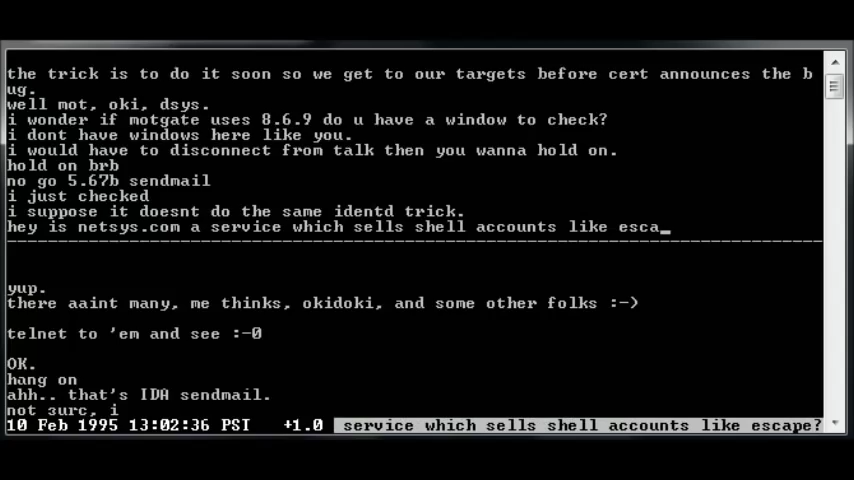 the trick is to do it soon so we get to our targets before cert announces the b
ug.
well mot, oki, dsys.
i wonder if motgate uses 8.6.9 do u have a window to check?
i dont have windows here like you.
i would have to disconnect from talk then you wanna hold on.
hold on brb
no go 5.67b sendmail
i just checked
i suppose it doesnt do the same identd trick.
hey is netsys.com a service which sells shell accounts like esca_
yup.
there aaint many, me thinks, okidoki, and some other folks :-)
telnet to 'em and see :-0
OK.
hang on
ahh.. that's IDA sendmail.
not surc, i
10 Feb 1995 13:02:36 PSI +1.0 service which sells shell accounts like escape?